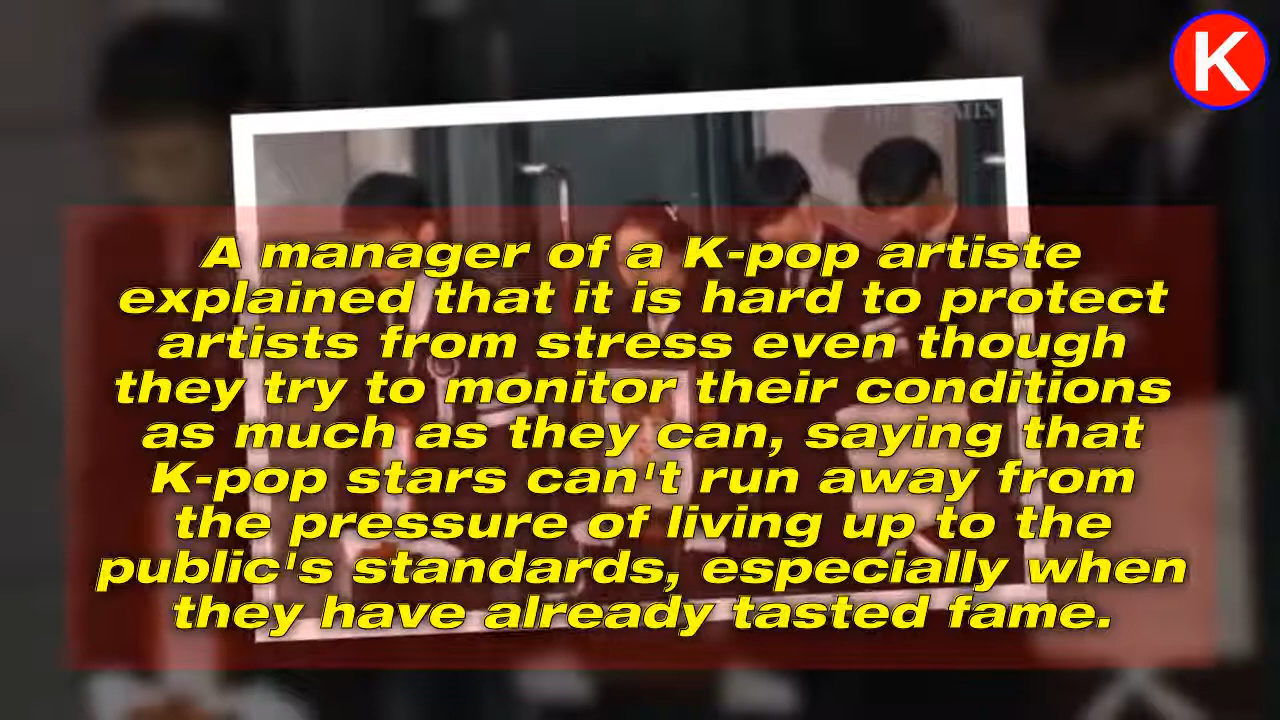 K
A manager of a K-pop artiste
explained that it is hard to protect
artists from stress even though
they try to monitor their conditions
as much as they can, saying that
K-pop stars can't run away from
the pressure of living up to the
public's standards, especially when
they have already tasted fame.